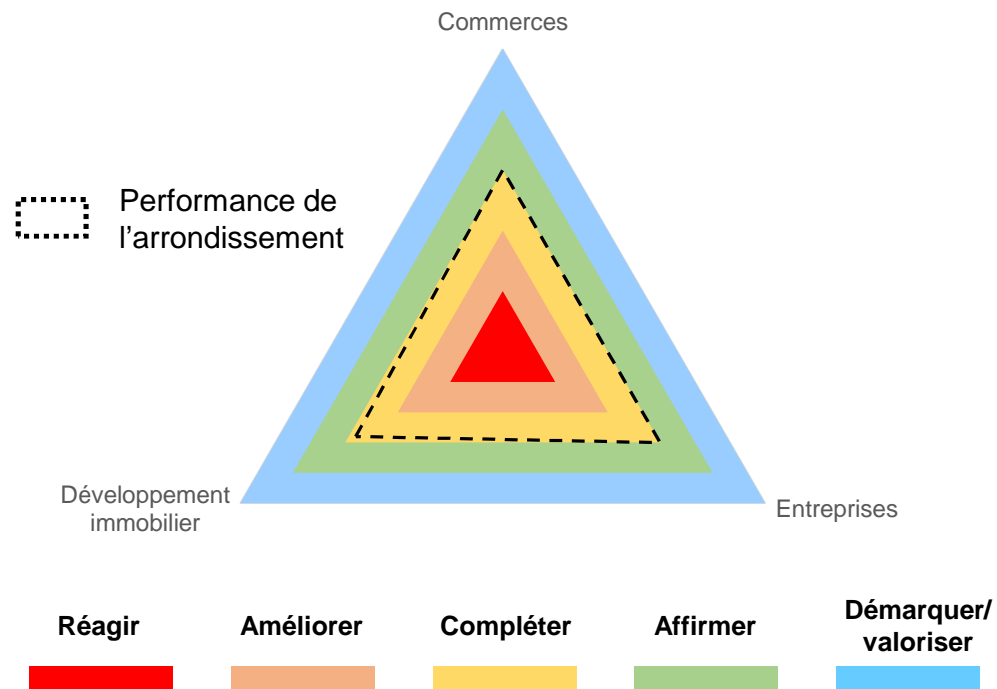 Commerces
Performance de
l'arrondissement
Développement
immobilier
Entreprises
Réagir
Améliorer
Compléter
Affirmer
Démarquer/
valoriser